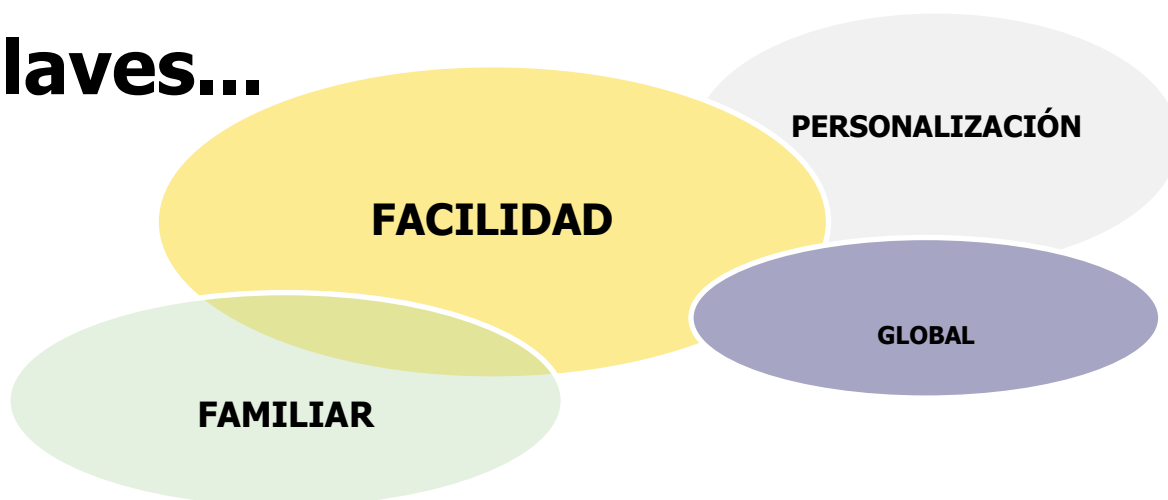 laves...
PERSONALIZACIÓN
FACILIDAD
GLOBAL
FAMILIAR